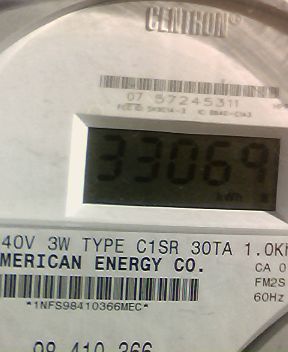 CENTRON®
07 57245311
33069
kWh
40V 3W TYPE C1SR 30TA 1.0K
MERICAN ENERGY CO.
CA 0
FM2S
60Hz
*1NFS98410366MEC*
98 410 366